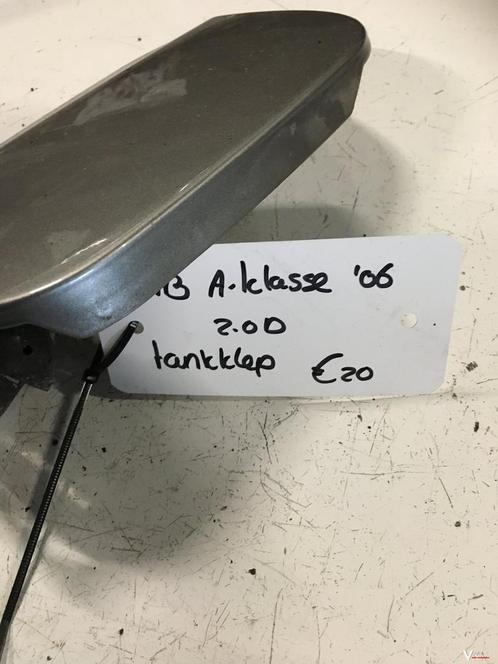 A-klasse '06
2.0D
tankklep €20